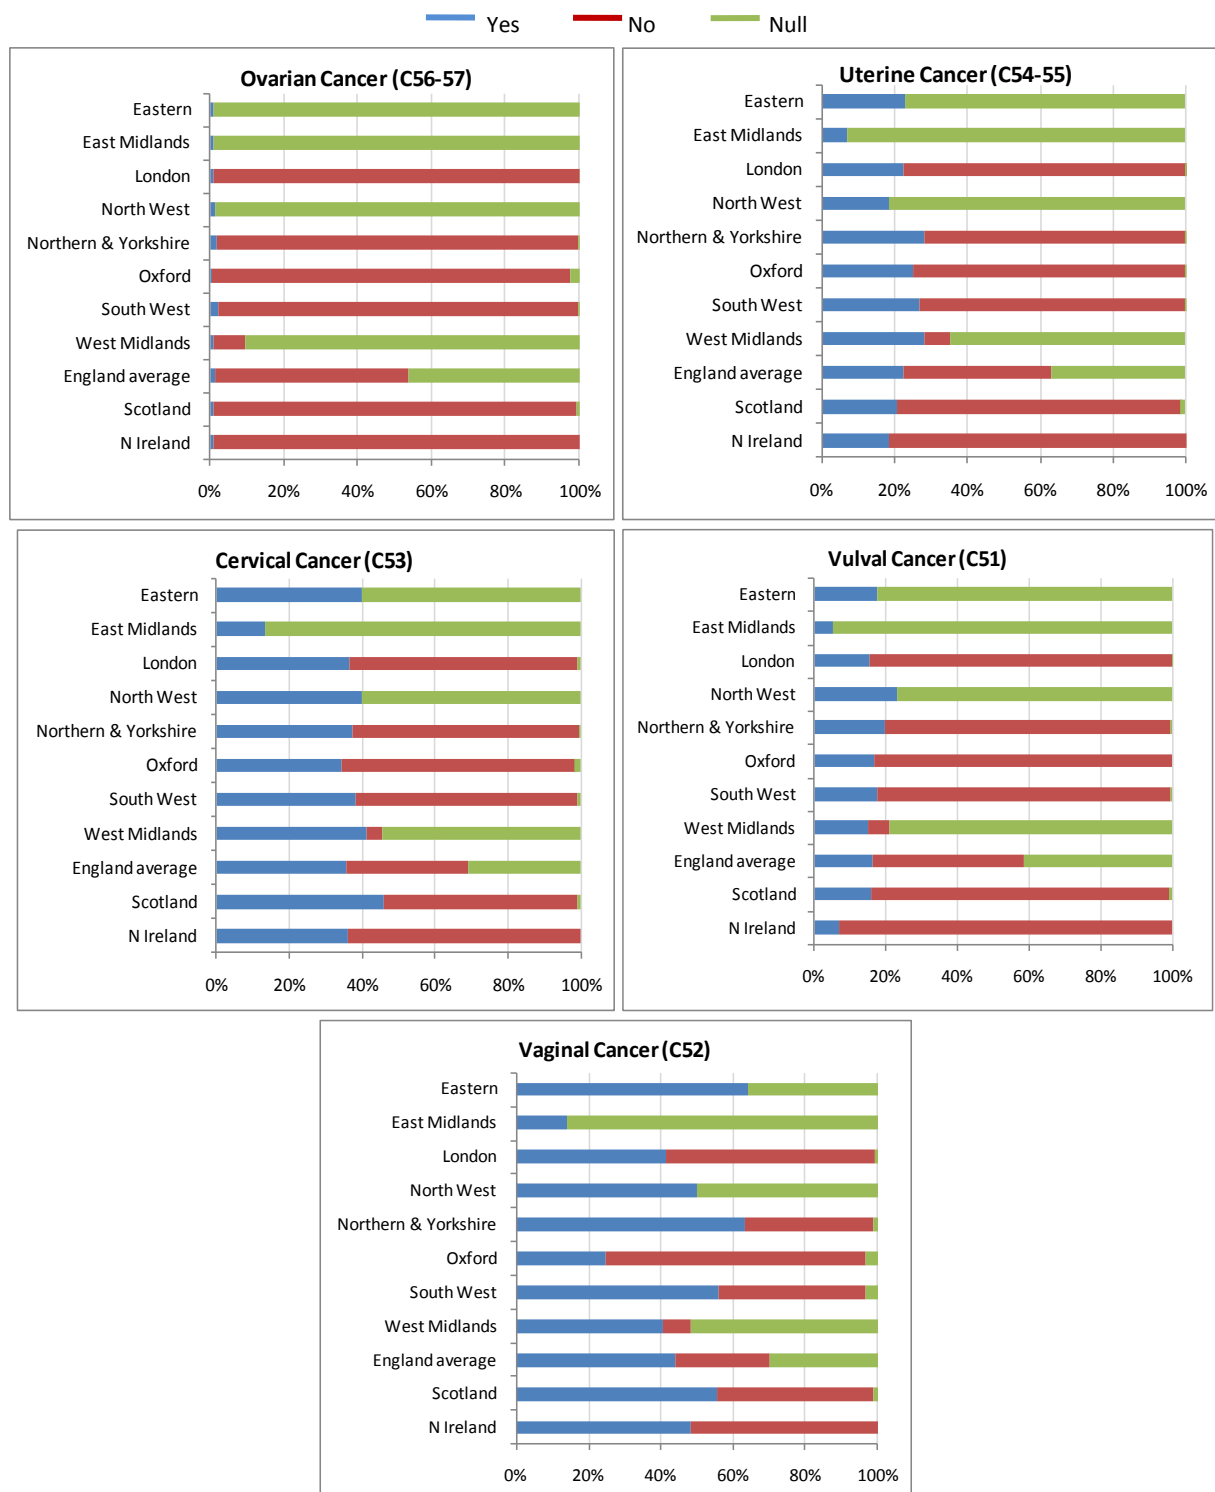 Yes No Null
Ovarian Cancer (C56-57)
Eastern
East Midlands
London
North West
Northern & Yorkshire
Oxford
South West
West Midlands
England average
Scotland
N Ireland
0% 20% 40% 60% 80% 100%
Uterine Cancer (C54-55)
Eastern
East Midlands
London
North West
Northern & Yorkshire
Oxford
South West
West Midlands
England average
Scotland
N Ireland
0% 20% 40% 60% 80% 100%
Cervical Cancer (C53)
Eastern
East Midlands
London
North West
Northern & Yorkshire
Oxford
South West
West Midlands
England average
Scotland
N Ireland
0% 20% 40% 60% 80% 100%
Vulval Cancer (C51)
Eastern
East Midlands
London
North West
Northern & Yorkshire
Oxford
South West
West Midlands
England average
Scotland
N Ireland
0% 20% 40% 60% 80% 100%
Vaginal Cancer (C52)
Eastern
East Midlands
London
North West
Northern & Yorkshire
Oxford
South West
West Midlands
England average
Scotland
N Ireland
0% 20% 40% 60% 80% 100%